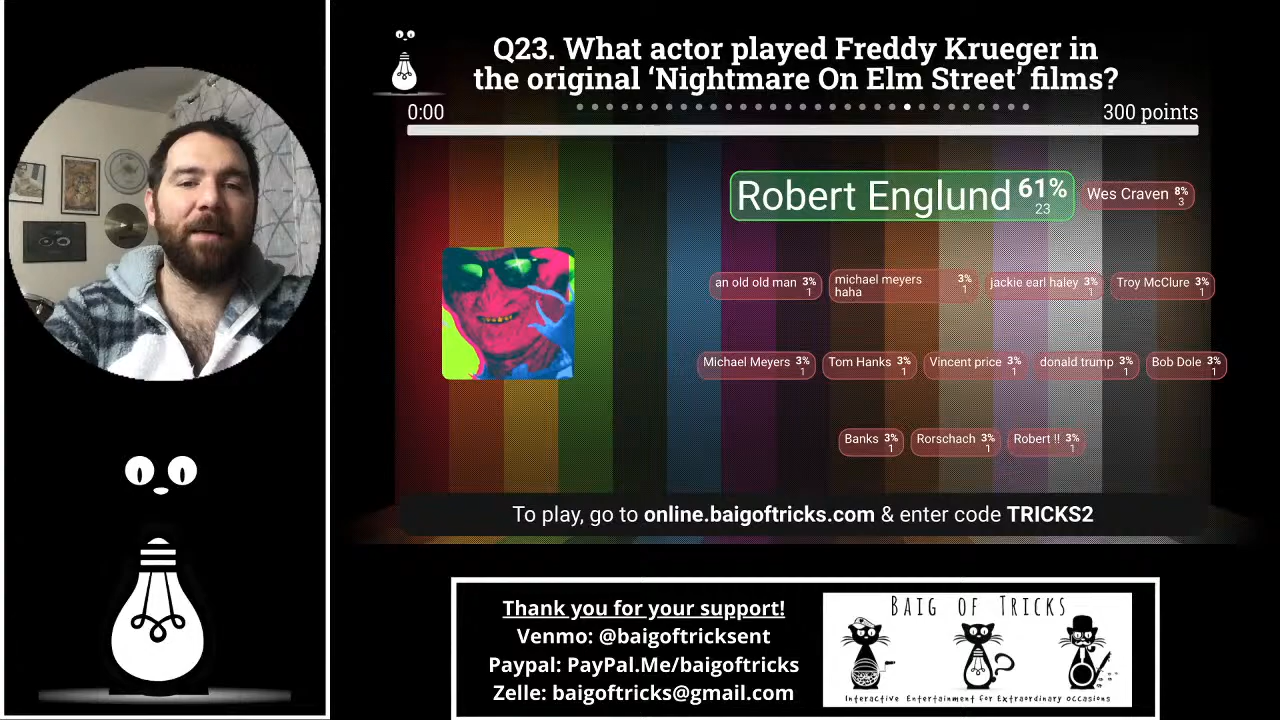 Q23. What actor played Freddy Krueger in
the original ‘Nightmare On Elm Street’ films?
0:00
300 points
Robert Englund 61% 23
Wes Craven 8% 3
an old old man 3% 1
michael meyers haha 3% 1
jackie earl haley 3% 1
Troy McClure 3% 1
Michael Meyers 3% 1
Tom Hanks 3% 1
Vincent price 3% 1
donald trump 3% 1
Bob Dole 3% 1
Banks 3% 1
Rorschach 3% 1
Robert !! 3% 1
To play, go to online.baigoftricks.com & enter code TRICKS2
Thank you for your support!
Venmo: @baigoftricksent
Paypal: PayPal.Me/baigoftricks
Zelle: baigoftricks@gmail.com
BAIG OF TRICKS
Interactive Entertainment for Extraordinary Occasions